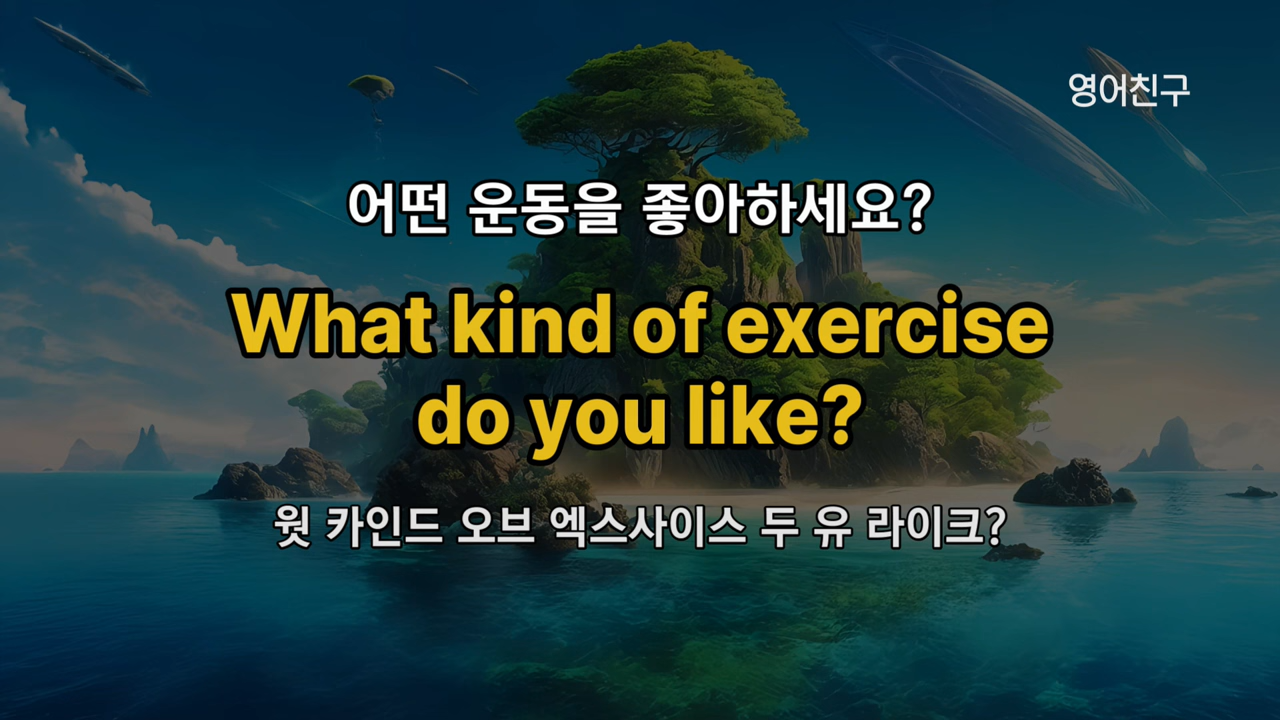 영어친구
어떤 운동을 좋아하세요?
What kind of exercise
do you like?
웟 카인드 오브 엑스사이스 두 유 라이크?